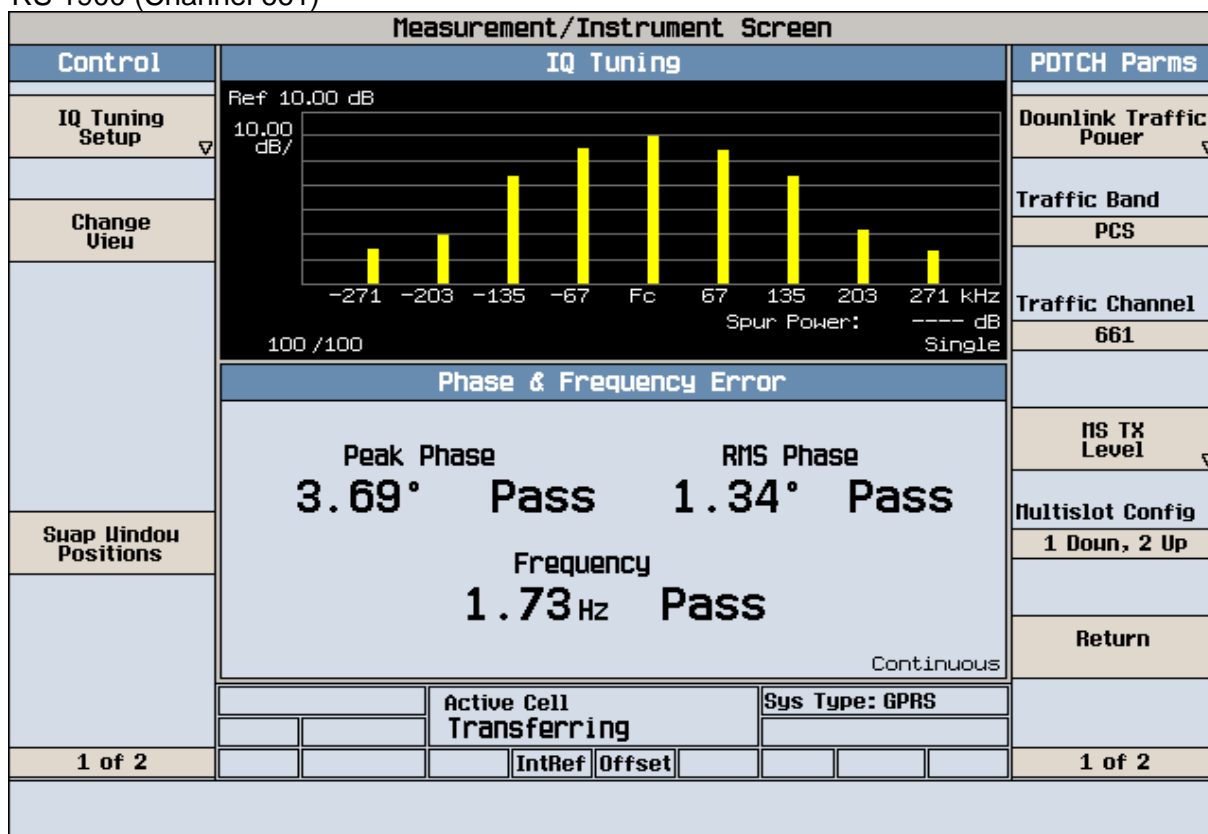 Measurement/Instrument Screen
Control
IQ Tuning
Setup
Change
View
Swap Window
Positions
1 of 2
IQ Tuning
Ref 10.00 dB
10.00
dB/
-271 -203 -135 -67 Fc 67 135 203 271 kHz
Spur Power: ---- dB
100 /100 Single
Phase & Frequency Error
Peak Phase RMS Phase
3.69° Pass 1.34° Pass
Frequency
1.73 Hz Pass
Continuous
Active Cell Sys Type: GPRS
Transferring
IntRef Offset
PDTCH Parms
Downlink Traffic
Power
Traffic Band
PCS
Traffic Channel
661
MS TX
Level
Multislot Config
1 Down, 2 Up
Return
1 of 2